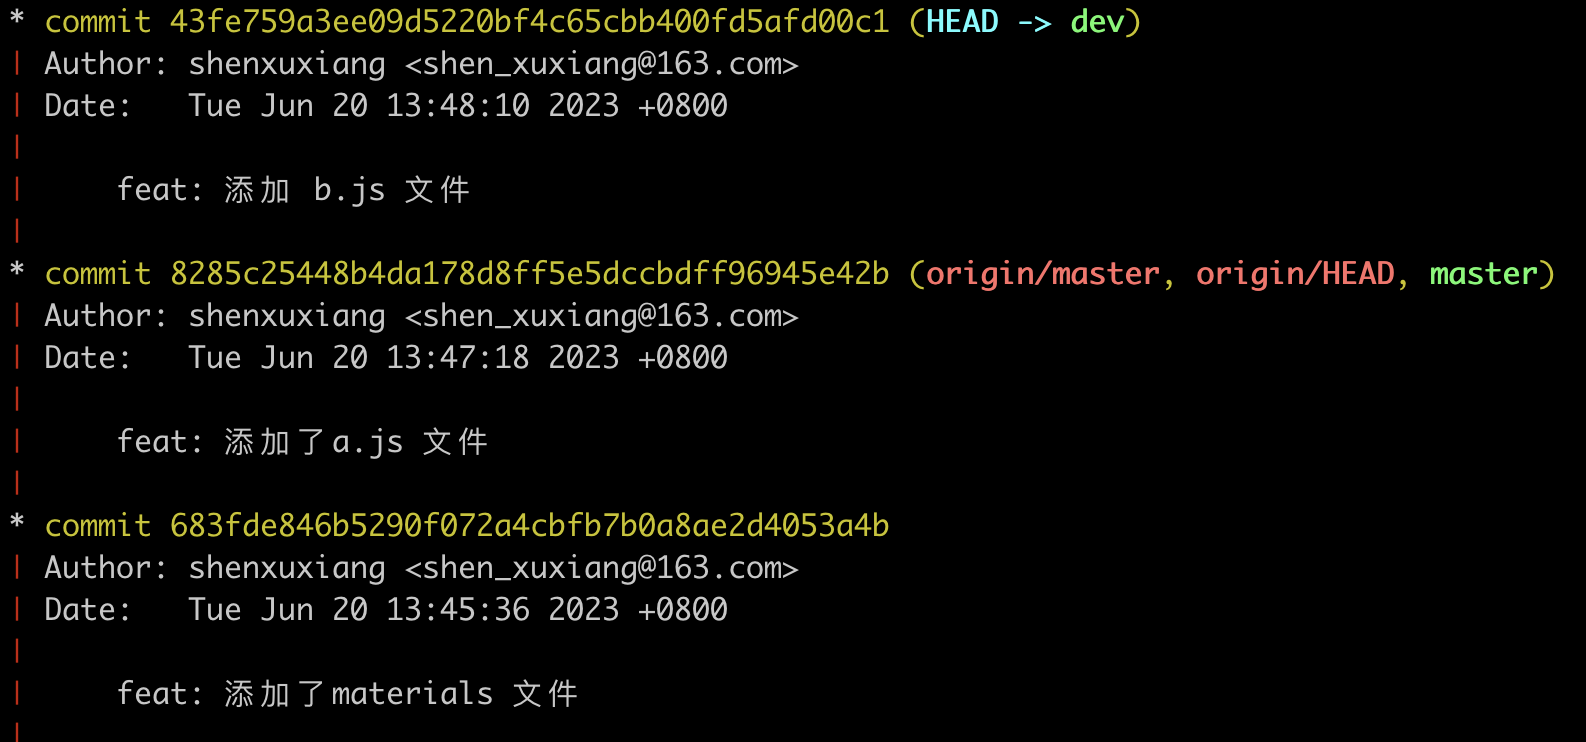 * commit 43fe759a3ee09d5220bf4c65cbb400fd5afd00c1 (HEAD -> dev)
| Author: shenxuxiang <shen_xuxiang@163.com>
| Date:   Tue Jun 20 13:48:10 2023 +0800
|
|     feat: 添加 b.js 文件
|
* commit 8285c25448b4da178d8ff5e5dccbdff96945e42b (origin/master, origin/HEAD, master)
| Author: shenxuxiang <shen_xuxiang@163.com>
| Date:   Tue Jun 20 13:47:18 2023 +0800
|
|     feat: 添加了a.js 文件
|
* commit 683fde846b5290f072a4cbfb7b0a8ae2d4053a4b
| Author: shenxuxiang <shen_xuxiang@163.com>
| Date:   Tue Jun 20 13:45:36 2023 +0800
|
|     feat: 添加了materials 文件
|